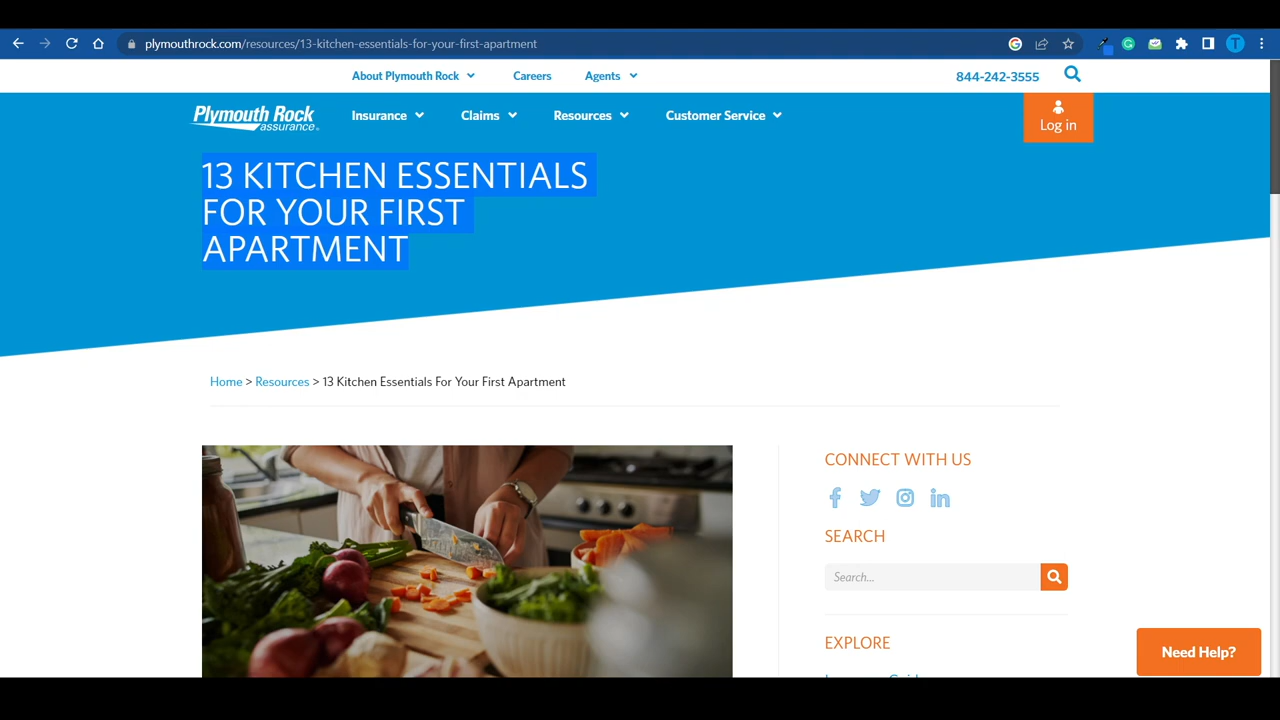 plymouthrock.com/resources/13-kitchen-essentials-for-your-first-apartment
About Plymouth Rock
Careers
Agents
844-242-3555
Plymouth Rock
assurance
Insurance
Claims
Resources
Customer Service
Log in
13 KITCHEN ESSENTIALS
FOR YOUR FIRST
APARTMENT
Home > Resources > 13 Kitchen Essentials For Your First Apartment
CONNECT WITH US
SEARCH
Search...
EXPLORE
Need Help?